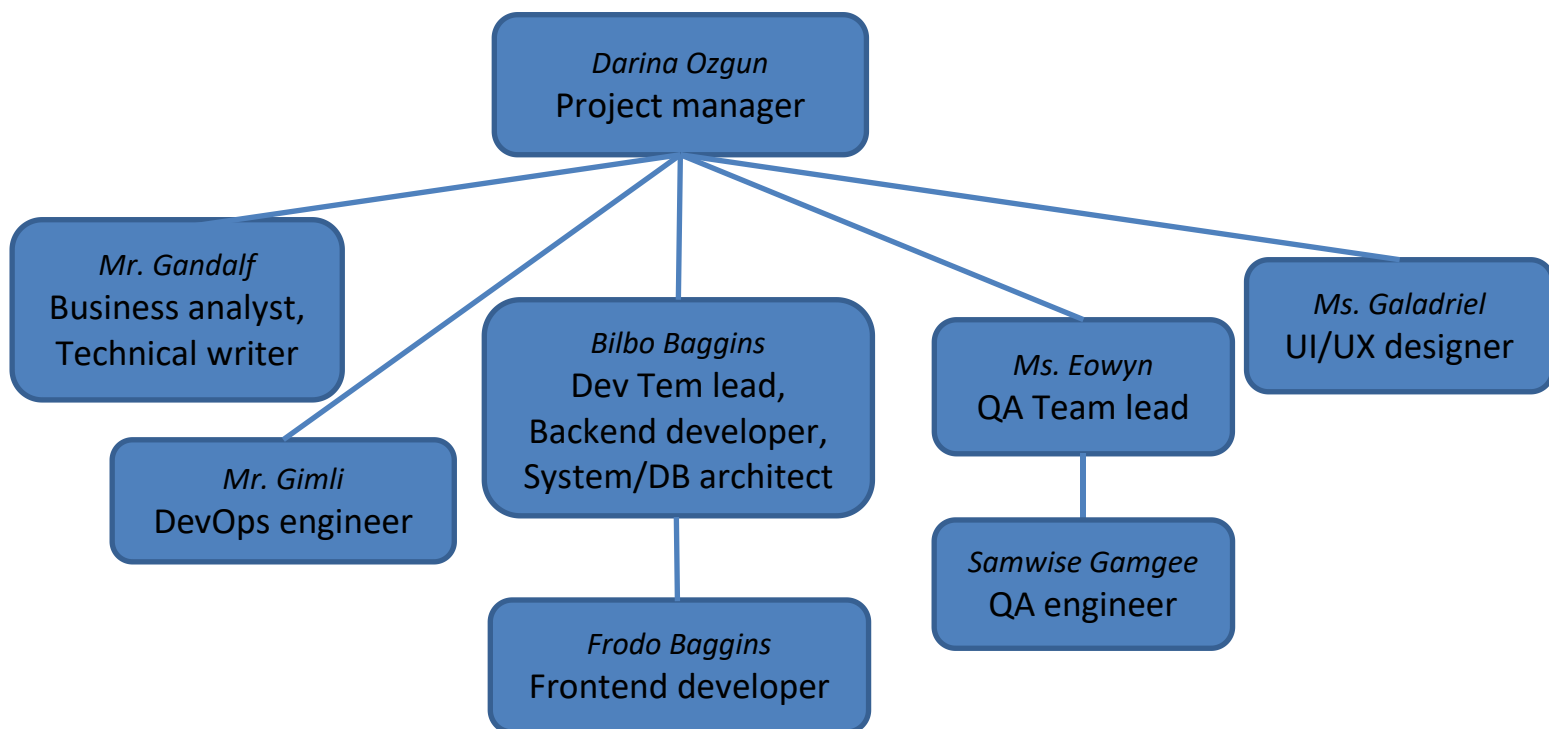 Darina Ozgun
Project manager
Mr. Gandalf
Business analyst,
Technical writer
Mr. Gimli
DevOps engineer
Bilbo Baggins
Dev Tem lead,
Backend developer,
System/DB architect
Frodo Baggins
Frontend developer
Ms. Eowyn
QA Team lead
Samwise Gamgee
QA engineer
Ms. Galadriel
UI/UX designer